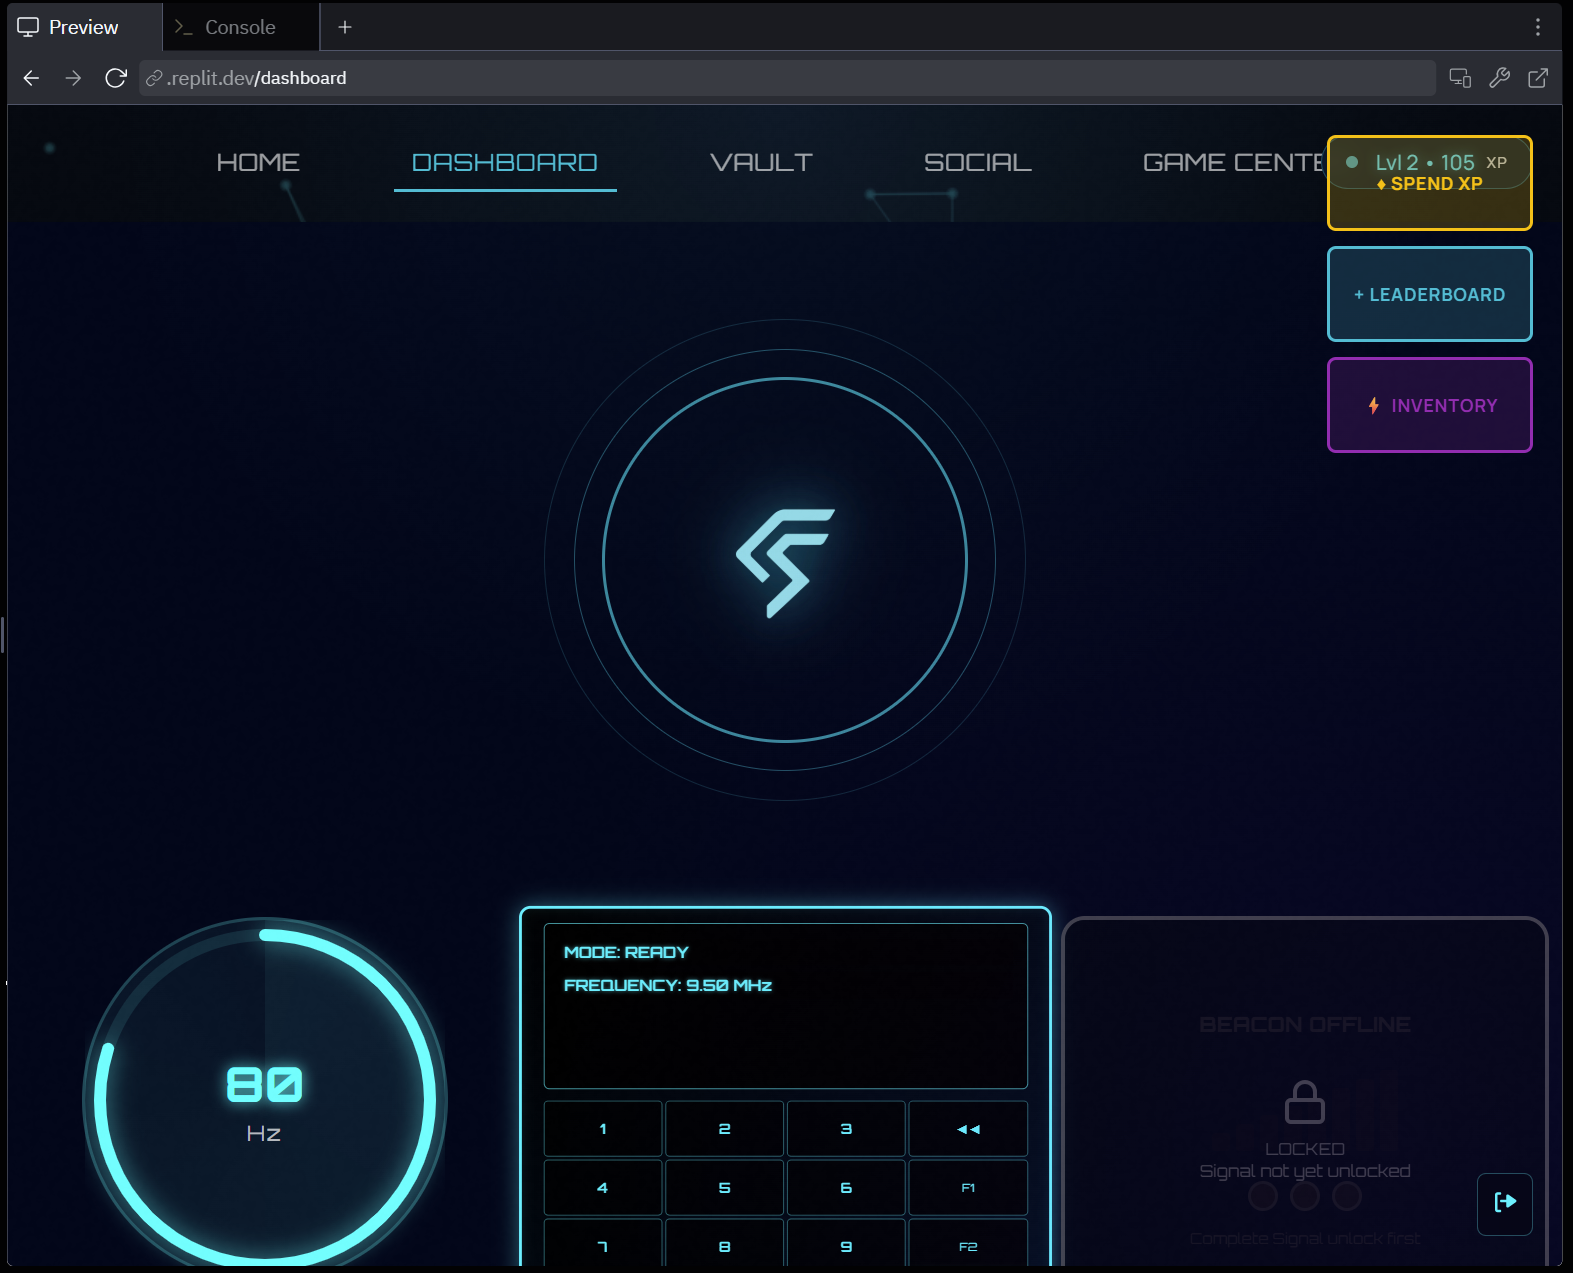 Preview
Console
.replit.dev/dashboard
HOME
DASHBOARD
VAULT
SOCIAL
GAME CENTE
Lvl 2 • 105 XP
♦ SPEND XP
+ LEADERBOARD
INVENTORY
80
Hz
MODE: READY
FREQUENCY: 9.50 MHz
1 2 3 ◄◄
4 5 6 F1
7 8 9 F2
BEACON OFFLINE
LOCKED
Signal not yet unlocked
Complete Signal unlock first